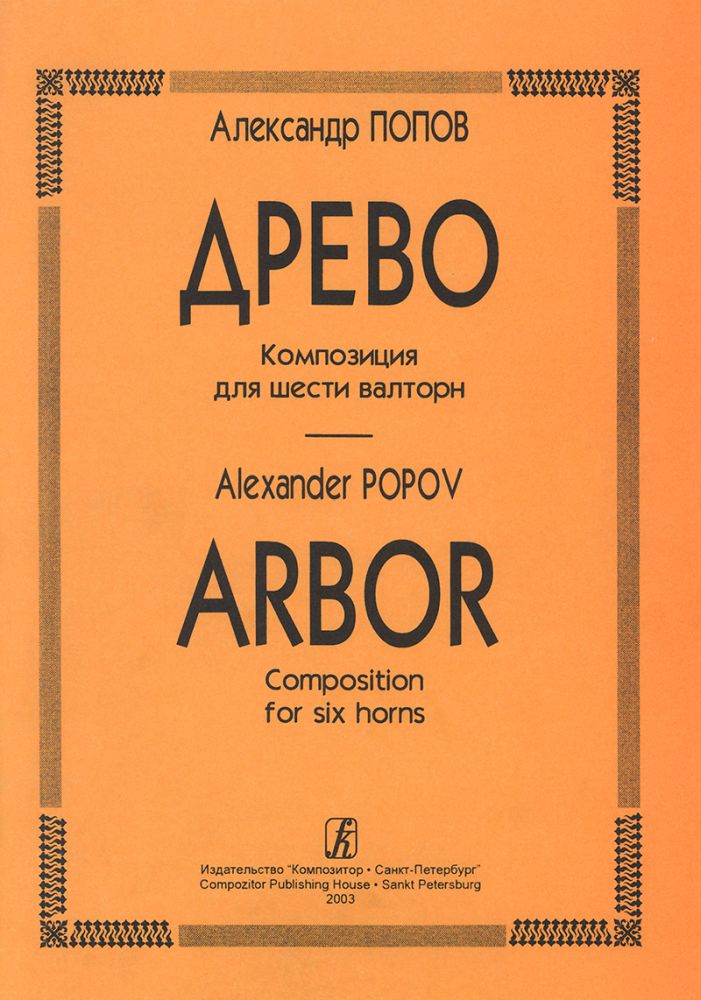 Александр ПОПОВ
ДРЕВО
Композиция
для шести валторн
Alexander POPOV
ARBOR
Composition
for six horns
Издательство "Композитор • Санкт-Петербург"
Compozitor Publishing House • Sankt Petersburg
2003